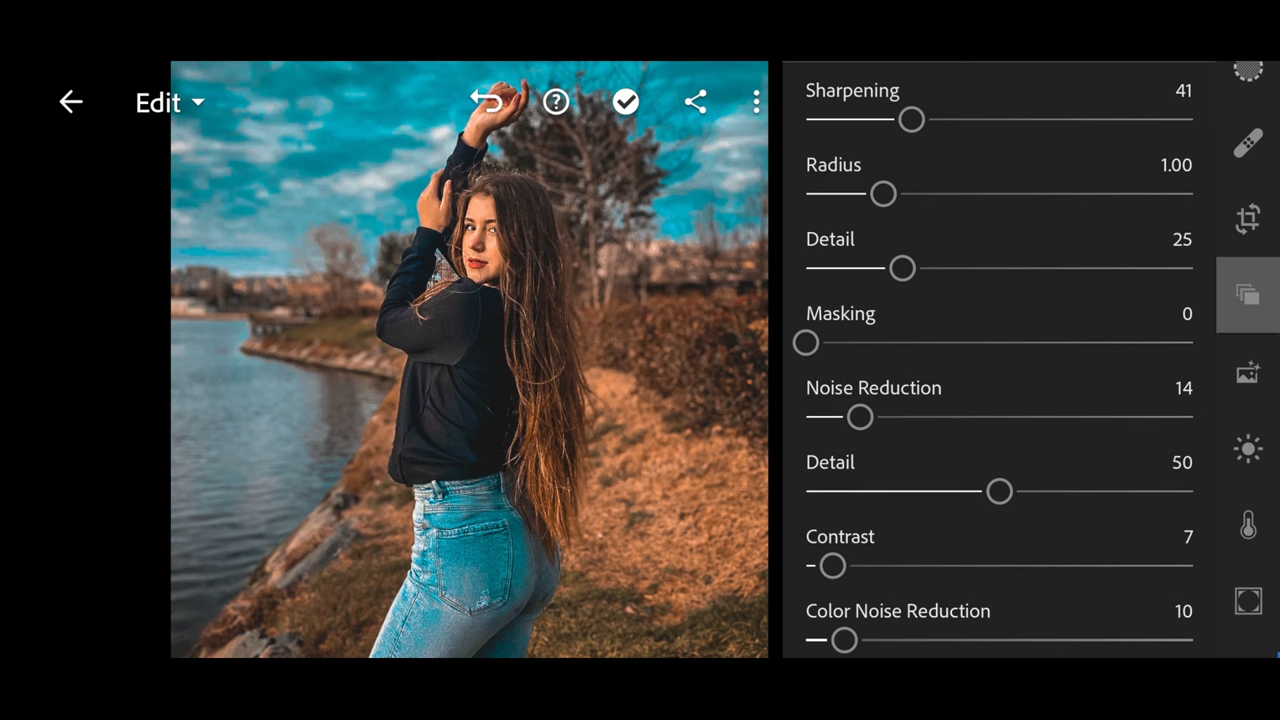 Edit
Sharpening 41
Radius 1.00
Detail 25
Masking 0
Noise Reduction 14
Detail 50
Contrast 7
Color Noise Reduction 10